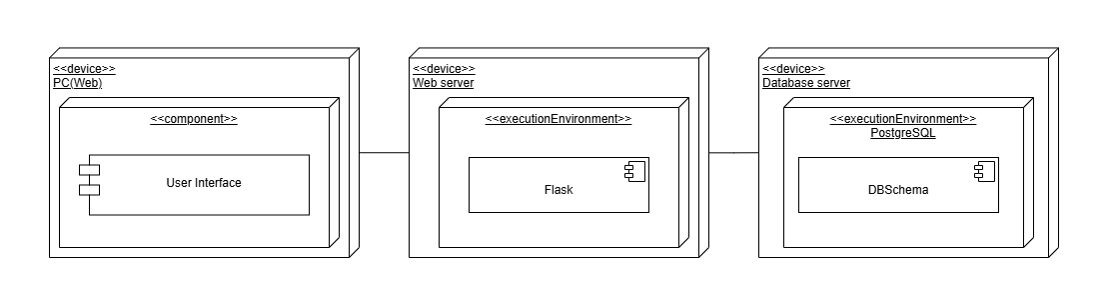 <<device>>
PC(Web)
<<component>>
User Interface
<<device>>
Web server
<<executionEnvironment>>
Flask
<<device>>
Database server
<<executionEnvironment>>
PostgreSQL
DBSchema